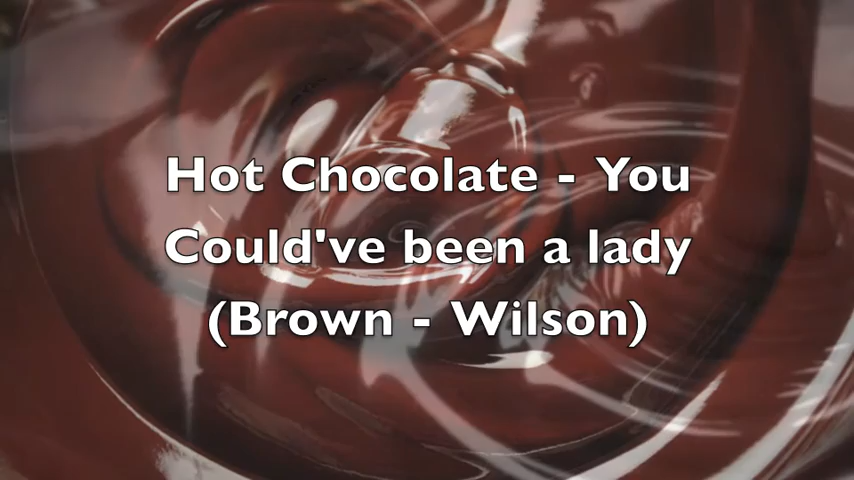 Hot Chocolate - You
Could've been a lady
(Brown - Wilson)